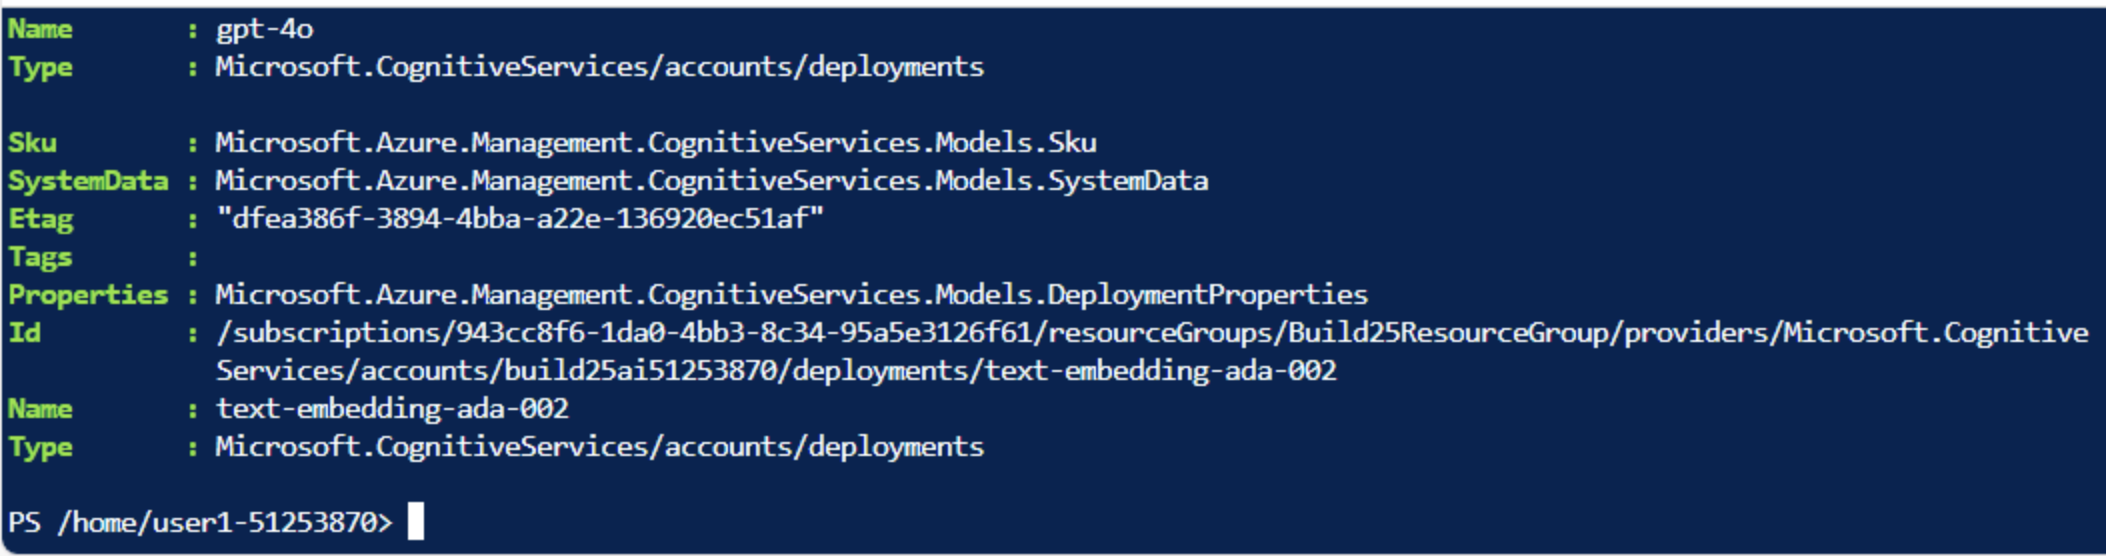 Name       : gpt-4o
Type       : Microsoft.CognitiveServices/accounts/deployments
Sku        : Microsoft.Azure.Management.CognitiveServices.Models.Sku
SystemData : Microsoft.Azure.Management.CognitiveServices.Models.SystemData
Etag       : "dfea386f-3894-4bba-a22e-136920ec51af"
Tags       :
Properties : Microsoft.Azure.Management.CognitiveServices.Models.DeploymentProperties
Id         : /subscriptions/943cc8f6-1da0-4bb3-8c34-95a5e3126f61/resourceGroups/Build25ResourceGroup/providers/Microsoft.Cognitive
             Services/accounts/build25ai51253870/deployments/text-embedding-ada-002
Name       : text-embedding-ada-002
Type       : Microsoft.CognitiveServices/accounts/deployments
PS /home/user1-51253870>